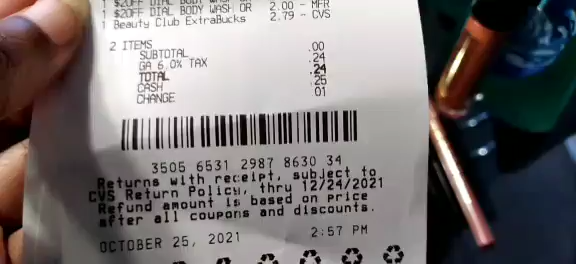 1 $2OFF DIAL BODY WASH OR 2.00 - MFR
1 Beauty Club ExtraBucks 2.79 - CVS
2 ITEMS
SUBTOTAL .00
GA 6.0% TAX .24
TOTAL .24
CASH .25
CHANGE .01
3505 6531 2987 8630 34
Returns with receipt, subject to
CVS Return Policy, thru 12/24/2021
Refund amount is based on price
after all coupons and discounts.
OCTOBER 25, 2021 2:57 PM